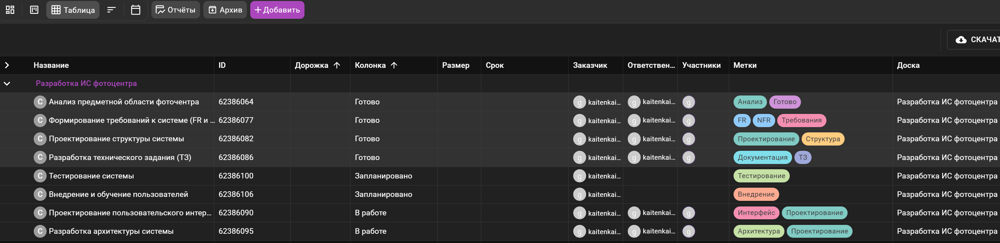 Таблица Отчёты Архив + Добавить
СКАЧАТ
Название ID Дорожка Колонка Размер Срок Заказчик Ответствен... Участники Метки Доска
Разработка ИС фотоцентра
C Анализ предметной области фоточентра 62386064 Готово g kaitenkai... g kaitenkai... g Анализ Готово Разработка ИС фотоцентра
C Формирование требований к системе (FR и ... 62386077 Готово g kaitenkai... g kaitenkai... g FR NFR Требования Разработка ИС фотоцентра
C Проектирование структуры системы 62386082 Готово g kaitenkai... g kaitenkai... g Проектирование Структура Разработка ИС фотоцентра
C Разработка технического задания (ТЗ) 62386086 Готово g kaitenkai... g kaitenkai... g Документация ТЗ Разработка ИС фотоцентра
C Тестирование системы 62386100 Запланировано g kaitenkai... Тестирование Разработка ИС фотоцентра
C Внедрение и обучение пользователей 62386106 Запланировано g kaitenkai... Внедрение Разработка ИС фотоцентра
C Проектирование пользовательского интер... 62386090 В работе g kaitenkai... g kaitenkai... g Интерфейс Проектирование Разработка ИС фотоцентра
C Разработка архитектуры системы 62386095 В работе g kaitenkai... g kaitenkai... g Архитектура Проектирование Разработка ИС фотоцентра